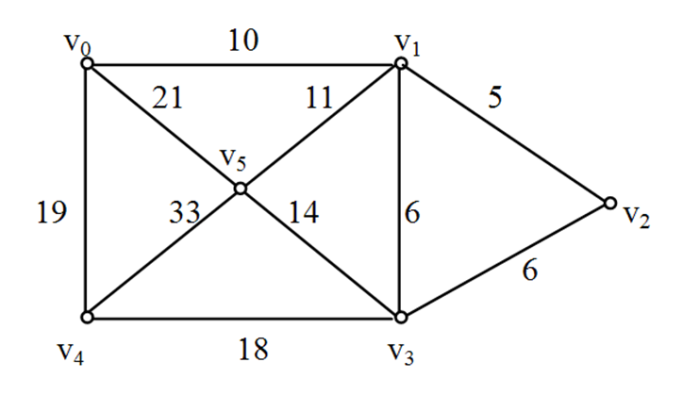 v₀ 10 v₁
21 11 5
v₅
19 33 14 6 v₂
6
v₄ 18 v₃